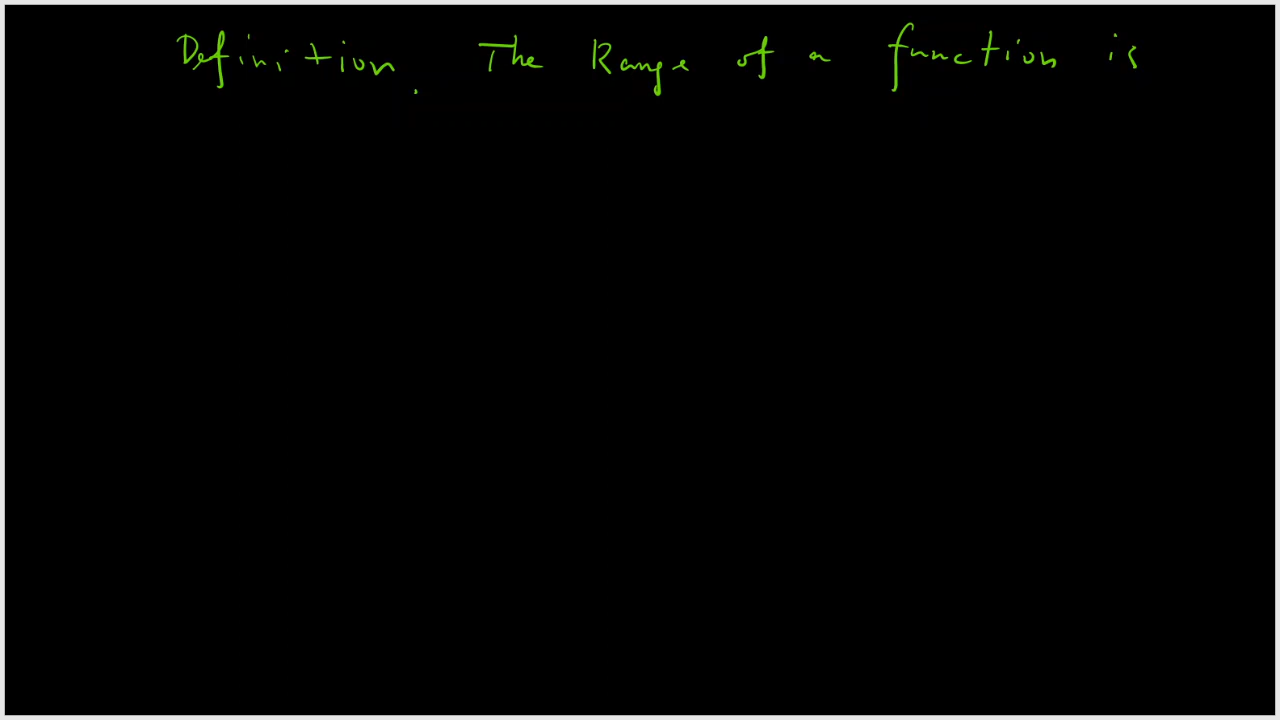 Definition. The Range of a function is